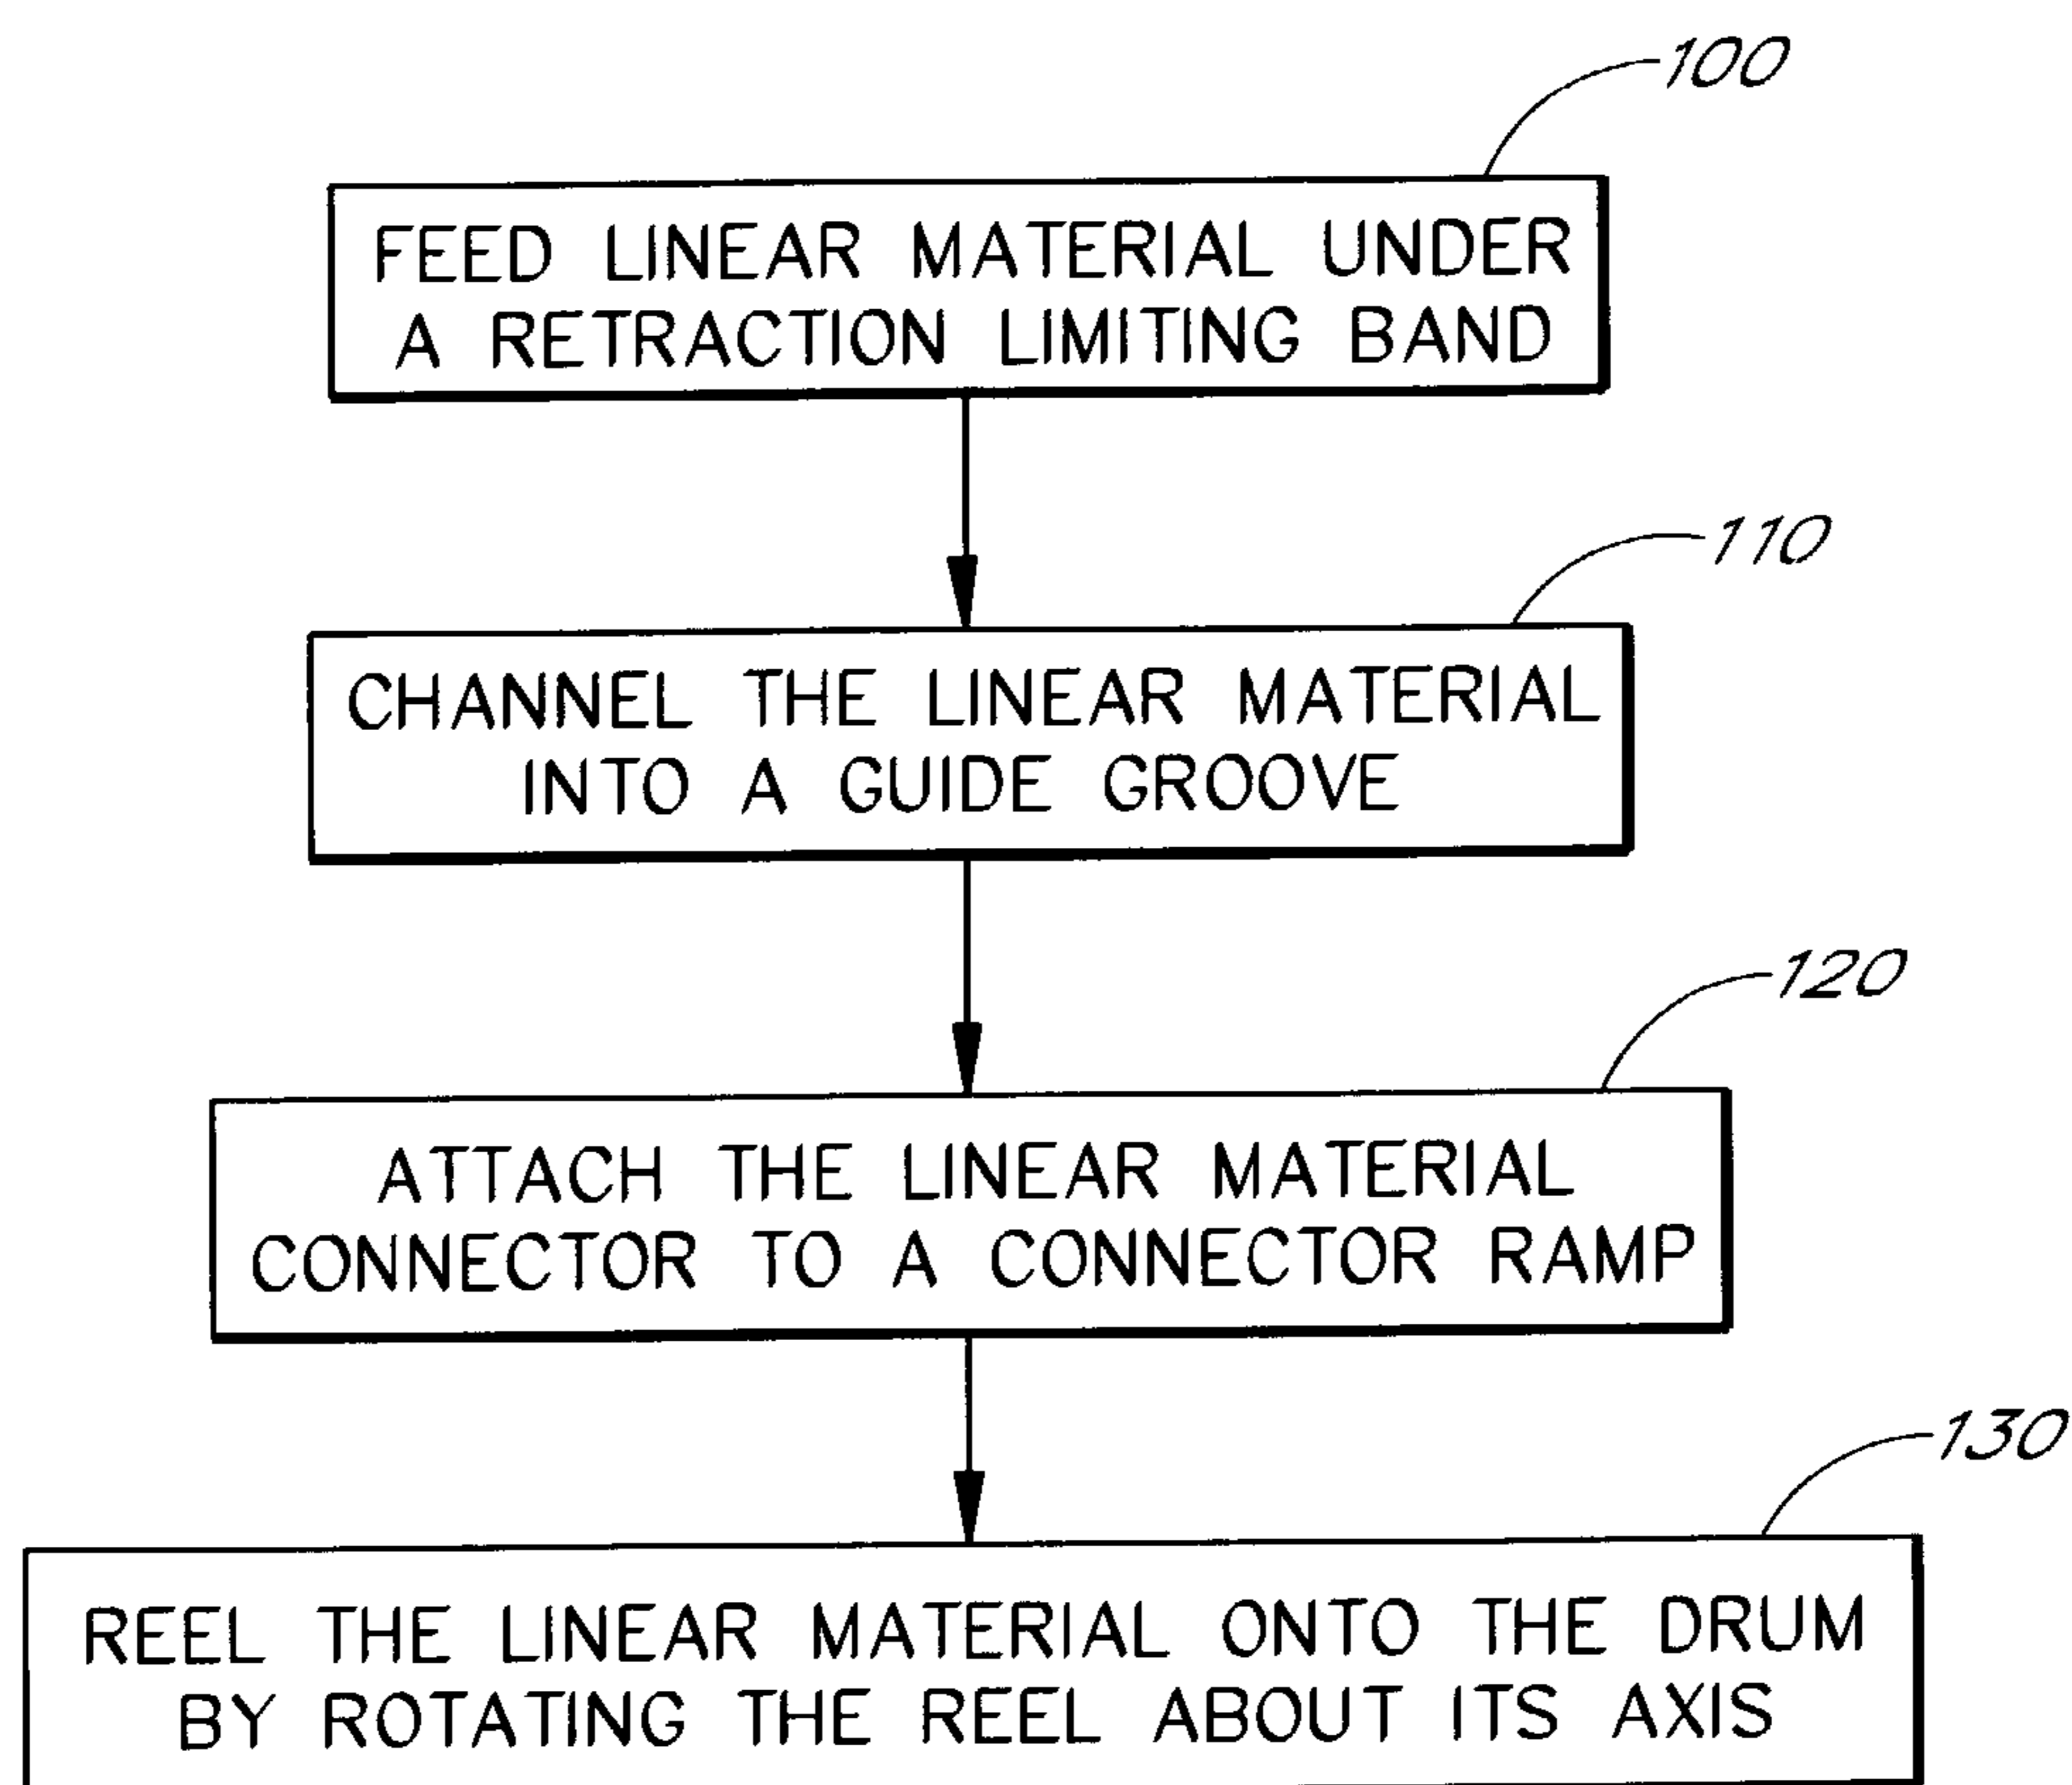 100
FEED LINEAR MATERIAL UNDER
A RETRACTION LIMITING BAND
110
CHANNEL THE LINEAR MATERIAL
INTO A GUIDE GROOVE
120
ATTACH THE LINEAR MATERIAL
CONNECTOR TO A CONNECTOR RAMP
130
REEL THE LINEAR MATERIAL ONTO THE DRUM
BY ROTATING THE REEL ABOUT ITS AXIS